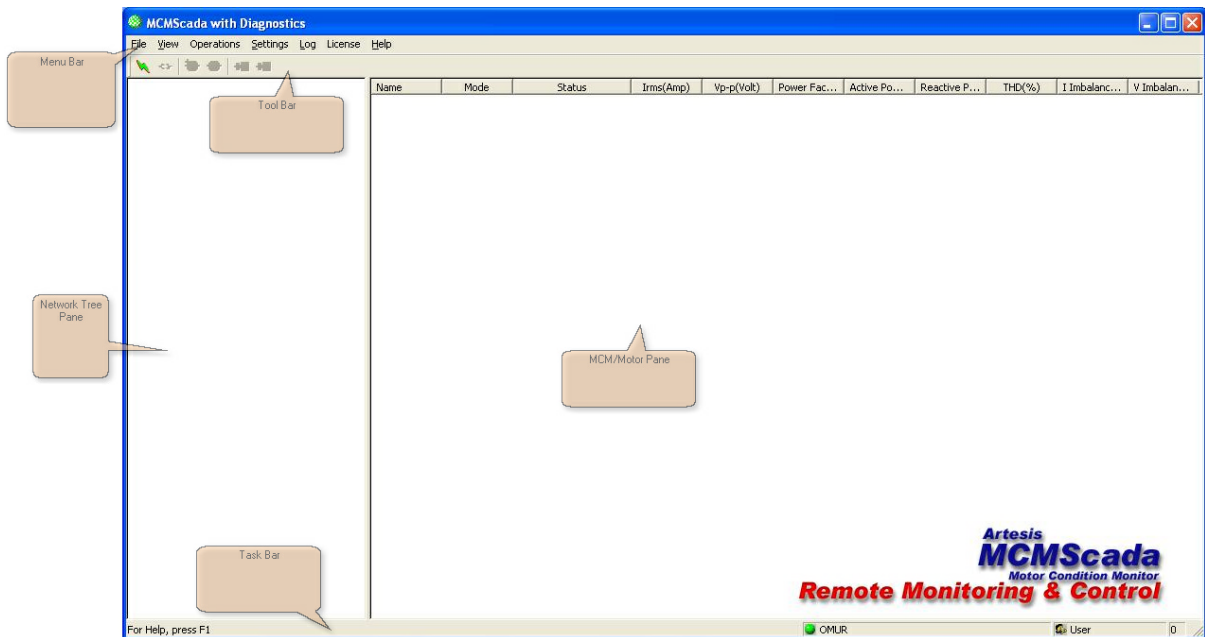 MCMScada with Diagnostics
File View Operations Settings Log License Help
Menu Bar
Tool Bar
Name Mode Status Irms(Amp) Vp-p(Volt) Power Fac... Active Po... Reactive P... THD(%) I Imbalanc... V Imbalan...
Network Tree
Pane
MCM/Motor Pane
Task Bar
Artesis
MCMScada
Motor Condition Monitor
Remote Monitoring & Control
For Help, press F1 OMUR User 0